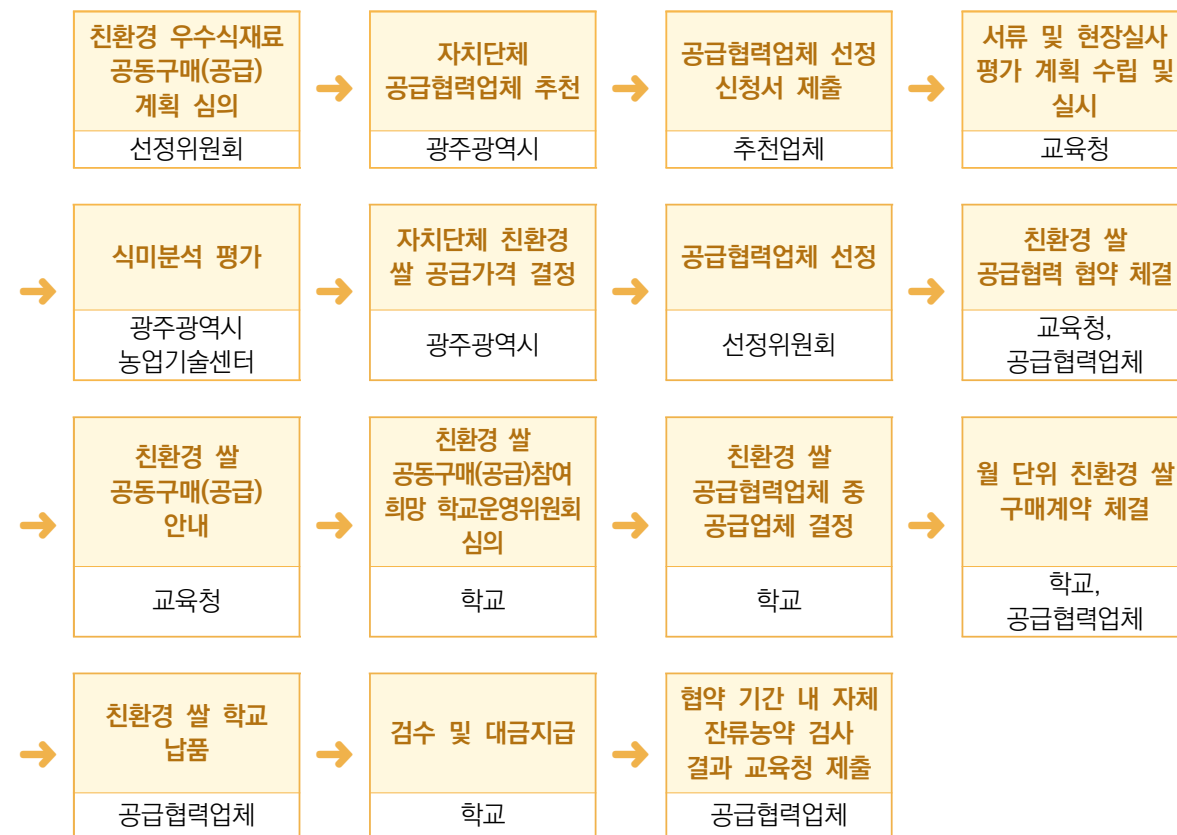 친환경 우수식재료
공동구매(공급)
계획 심의
선정위원회
➜
자치단체
공급협력업체 추천
광주광역시
➜
공급협력업체 선정
신청서 제출
추천업체
➜
서류 및 현장실사
평가 계획 수립 및
실시
교육청
➜
식미분석 평가
광주광역시
농업기술센터
➜
자치단체 친환경
쌀 공급가격 결정
광주광역시
➜
공급협력업체 선정
선정위원회
➜
친환경 쌀
공급협력 협약 체결
교육청,
공급협력업체
➜
친환경 쌀
공동구매(공급)
안내
교육청
➜
친환경 쌀
공동구매(공급)참여
희망 학교운영위원회
심의
학교
➜
친환경 쌀
공급협력업체 중
공급업체 결정
학교
➜
월 단위 친환경 쌀
구매계약 체결
학교,
공급협력업체
➜
친환경 쌀 학교
납품
공급협력업체
➜
검수 및 대금지급
학교
➜
협약 기간 내 자체
잔류농약 검사
결과 교육청 제출
공급협력업체